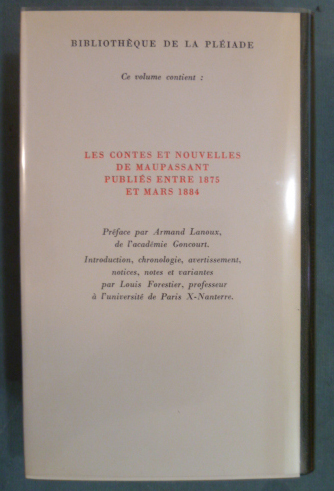 BIBLIOTHÈQUE DE LA PLÉIADE
Ce volume contient :
LES CONTES ET NOUVELLES
DE MAUPASSANT
PUBLIÉS ENTRE 1875
ET MARS 1884
Préface par Armand Lanoux,
de l'académie Goncourt.
Introduction, chronologie, avertissement,
notices, notes et variantes
par Louis Forestier, professeur
à l'université de Paris X-Nanterre.